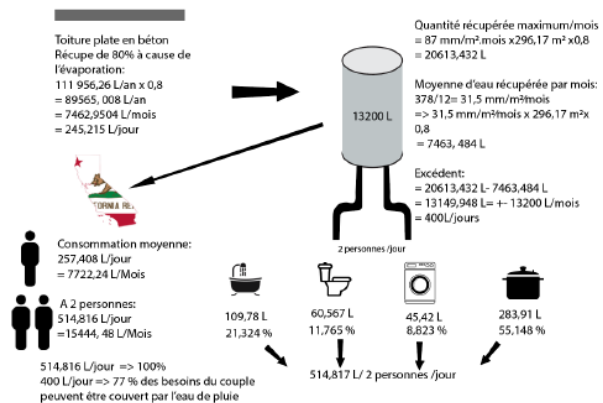 Toiture plate en béton
Récupe de 80% à cause de
l'évaporation:
111 956,26 L/an x 0,8
= 89565, 008 L/an
= 7462,9504 L/mois
= 245,215 L/jour
13200 L
Quantité récupérée maximum/mois
= 87 mm/m².mois x296,17 m² x0,8
= 20613,432 L
Moyenne d'eau récupérée par mois:
378/12= 31,5 mm/m²/mois
=> 31,5 mm/m²/mois x 296,17 m²x
0,8
= 7463, 484 L
Excédent:
= 20613,432 L- 7463,484 L
= 13149,948 L= +- 13200 L/mois
= 400L/jours
Consommation moyenne:
257,408 L/jour
= 7722,24 L/Mois
A 2 personnes:
514,816 L/jour
=15444, 48 L/Mois
2 personnes /jour
109,78 L
21,324 %
60,567 L
11,765 %
45,42 L
8,823 %
283,91 L
55,148 %
514,817 L/ 2 personnes /jour
514,816 L/jour => 100%
400 L/jour => 77 % des besoins du couple
peuvent étre couvert par l'eau de pluie